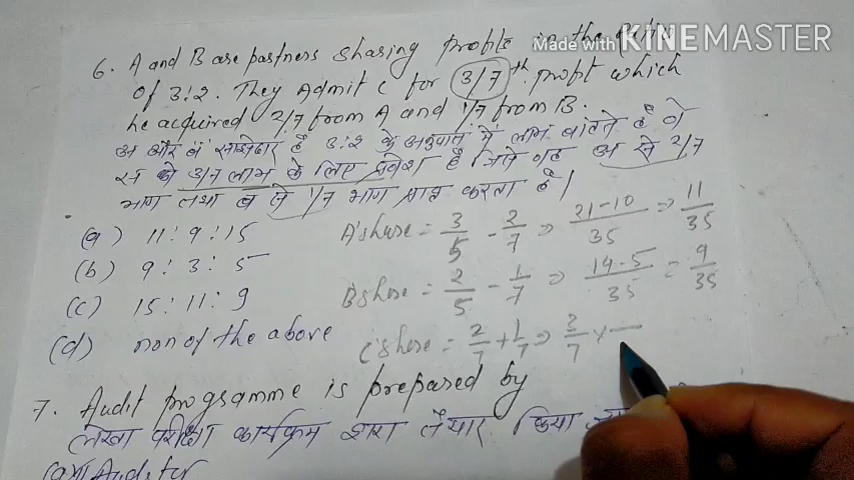 Made with KINEMASTER
6. A and B are partners sharing profits in the Ratio
of 3:2. They Admit C for 3/7th profit which
he acquired 2/7 from A and 1/7 from B.
अ और ब साझेदार है 3:2 के अनुपात में लाभ बांटते है वे
स को 3/7 लाभ के लिए प्रवेश है जिसे वह अ से 2/7
भाग तथा ब से 1/7 भाग प्राप्त करता है।
(a) 11:9:15
(b) 9:3:5
(c) 15:11:9
(d) non of the above
A's share = 3/5 - 2/7 ⇒ 21-10/35 ⇒ 11/35
B's share = 2/5 - 1/7 ⇒ 14-5/35 = 9/35
C's share = 2/7 + 1/7 ⇒ 3/7 ×
7. Audit programme is prepared by
लेखा परीक्षा कार्यक्रम द्वारा तैयार किया